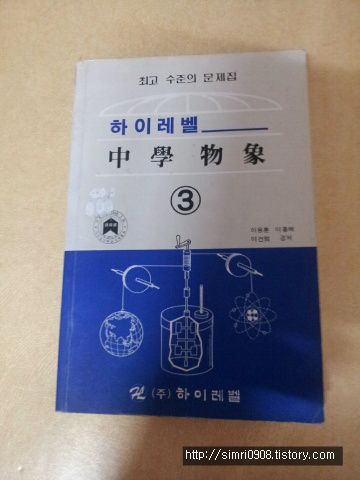 최고 수준의 문제집
하이레벨
中學 物象
③
(주) 하이레벨
http://simri0908.tistory.com